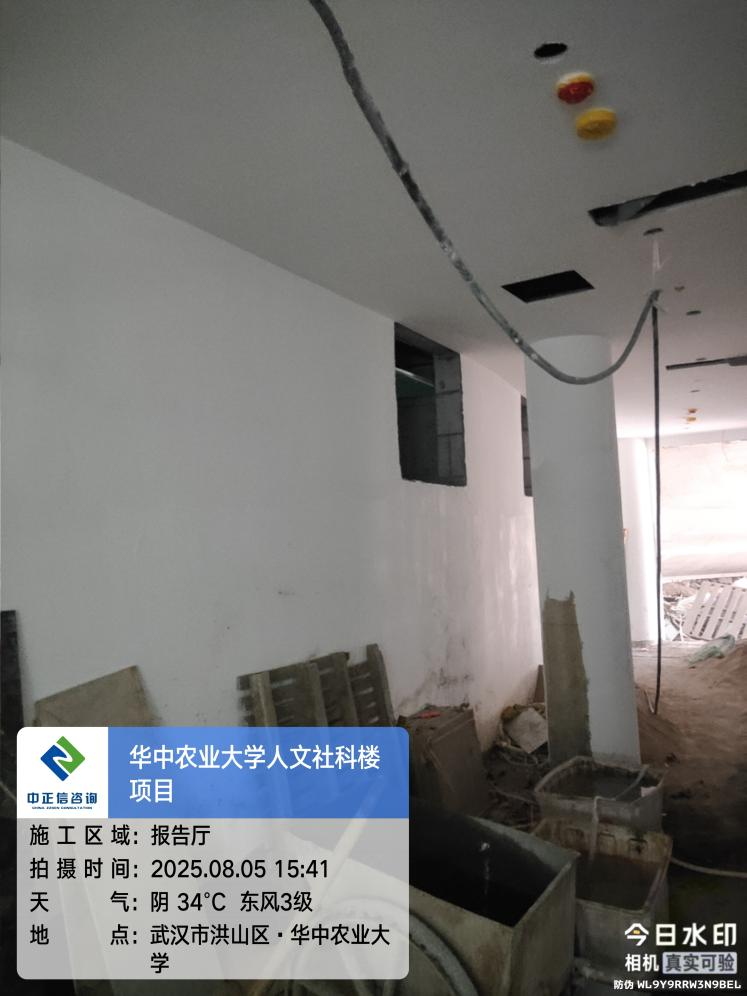 华中农业大学人文社科楼
项目
中正信咨询
CHINA ZOSIN CONSULTATION
施工区域：报告厅
拍摄时间：2025.08.05 15:41
天气：阴 34℃ 东风3级
地点：武汉市洪山区·华中农业大
学
今日水印
相机 真实可验
防伪 WL9Y9RRW3N9BEL